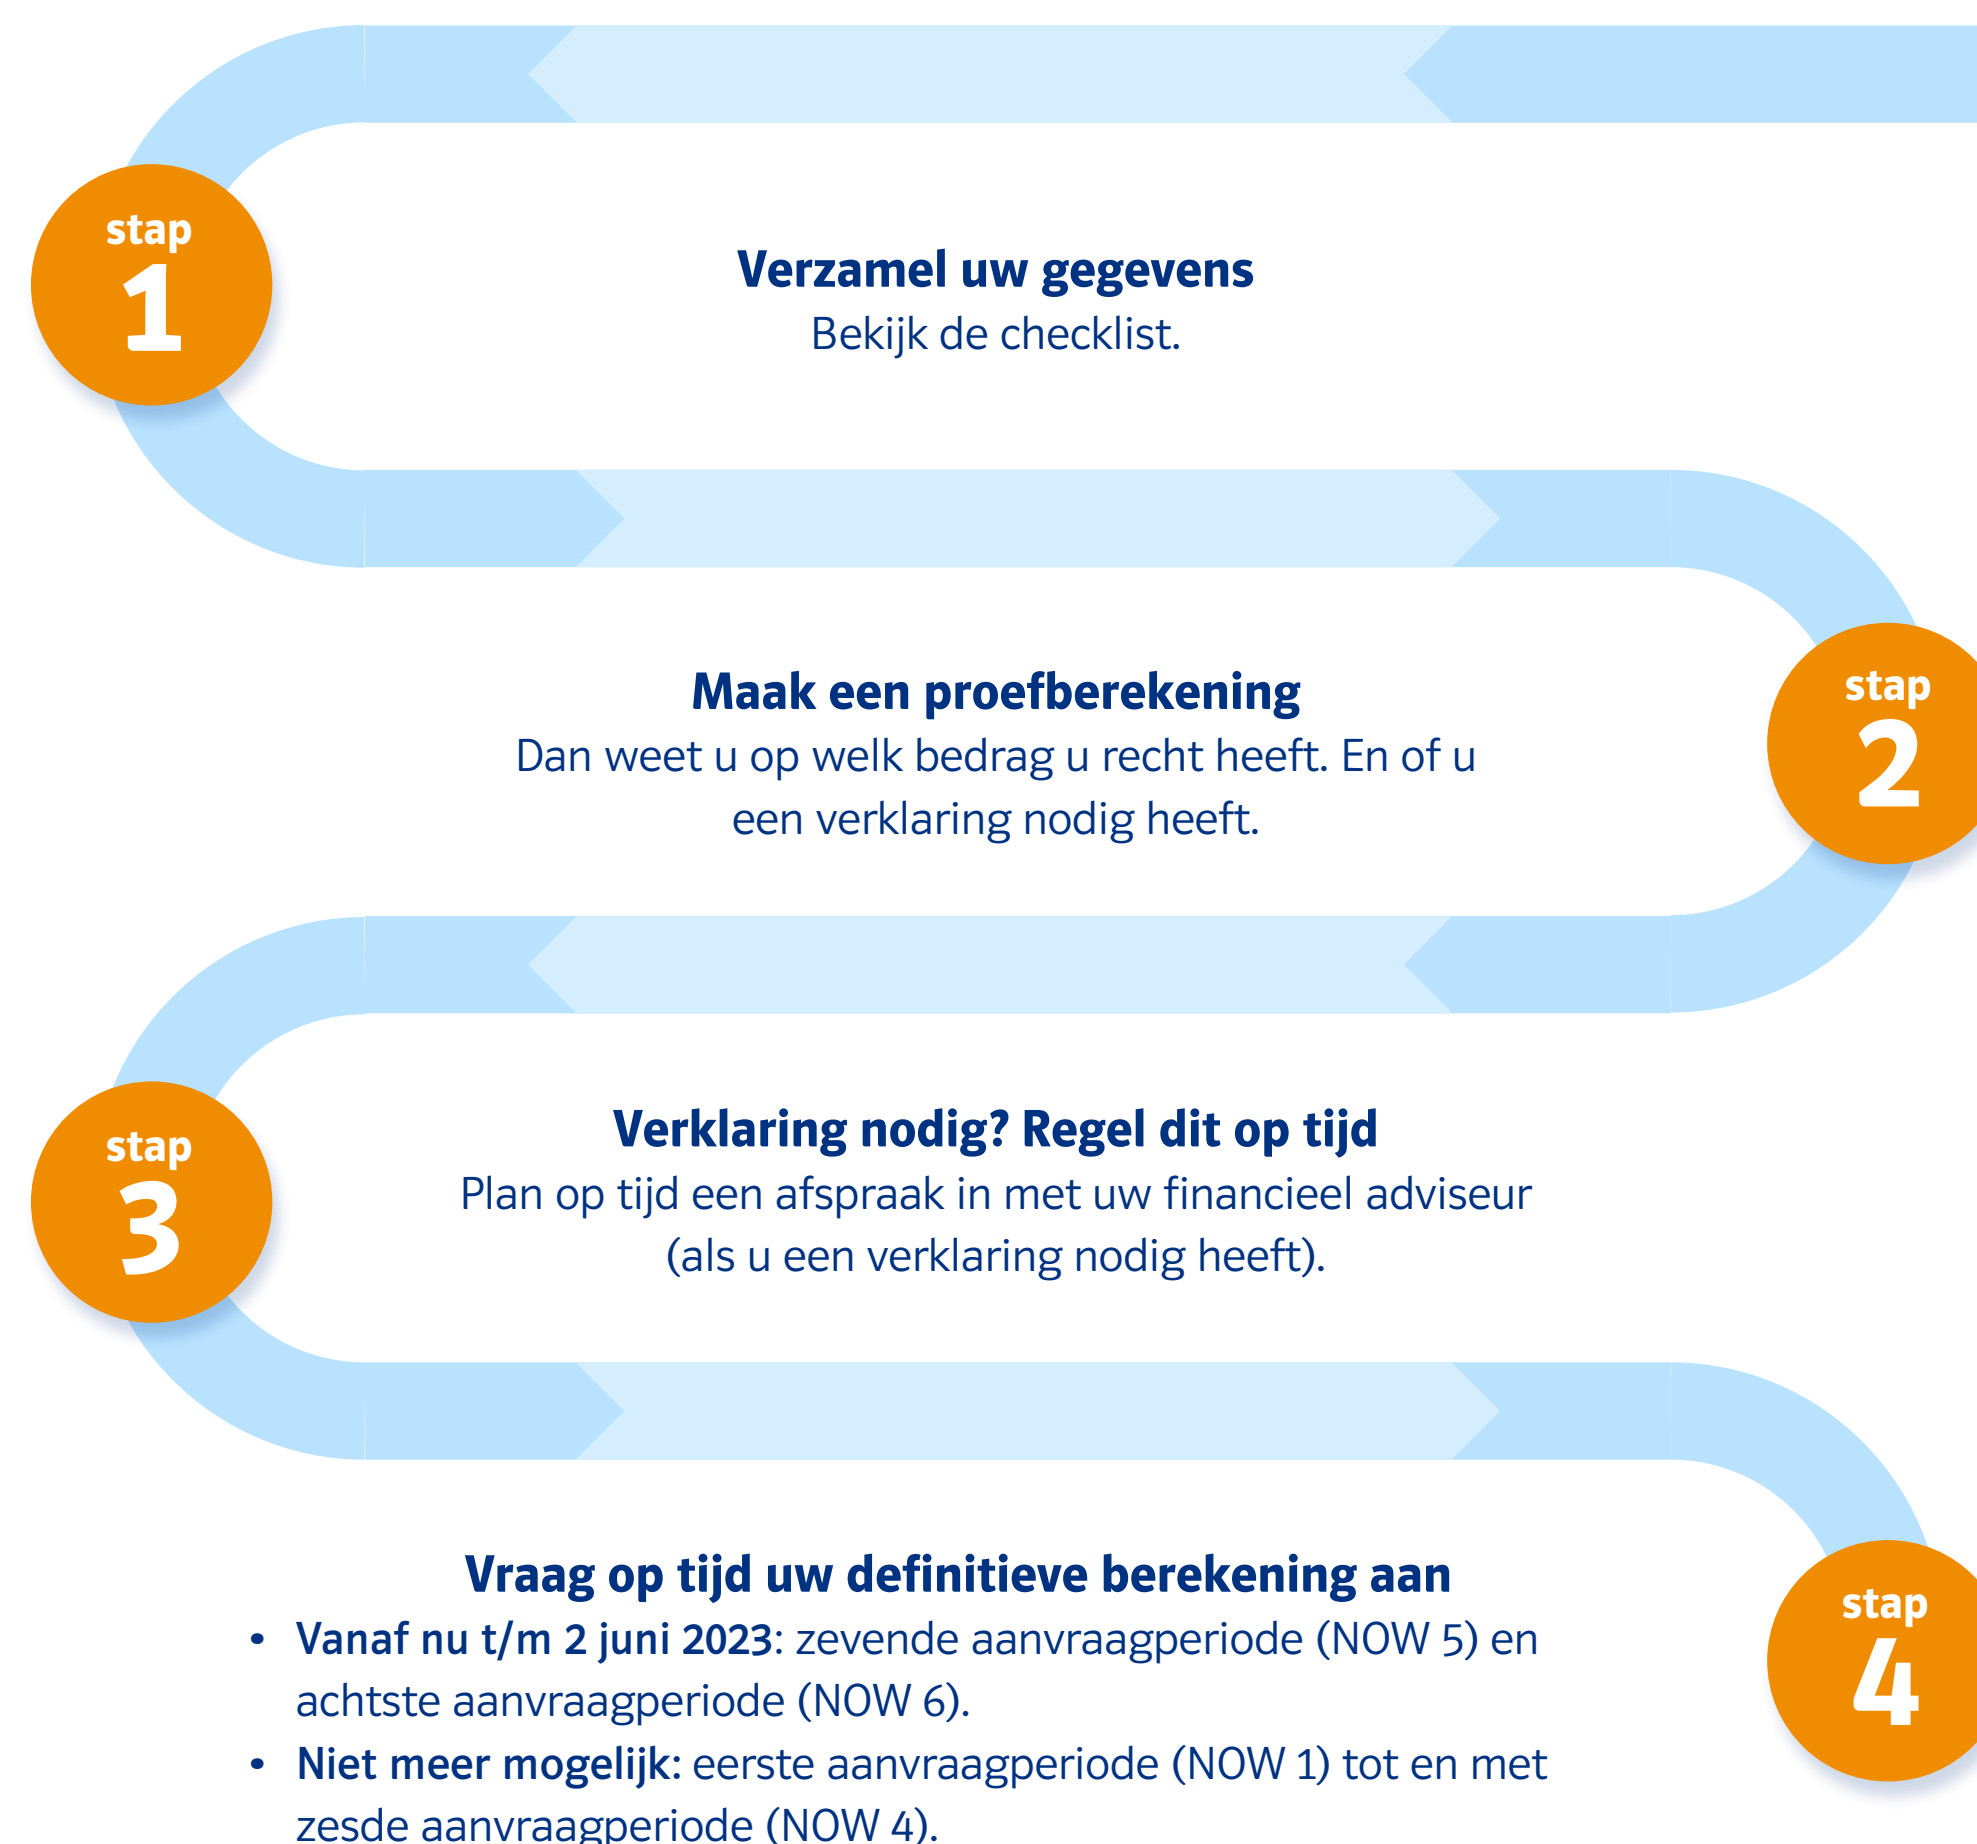 stap
1
Verzamel uw gegevens
Bekijk de checklist.
Maak een proefberekening
Dan weet u op welk bedrag u recht heeft. En of u
een verklaring nodig heeft.
stap
2
Verklaring nodig? Regel dit op tijd
Plan op tijd een afspraak in met uw financieel adviseur
(als u een verklaring nodig heeft).
stap
3
Vraag op tijd uw definitieve berekening aan
• Vanaf nu t/m 2 juni 2023: zevende aanvraagperiode (NOW 5) en
achtste aanvraagperiode (NOW 6).
• Niet meer mogelijk: eerste aanvraagperiode (NOW 1) tot en met
zesde aanvraagperiode (NOW 4).
stap
4